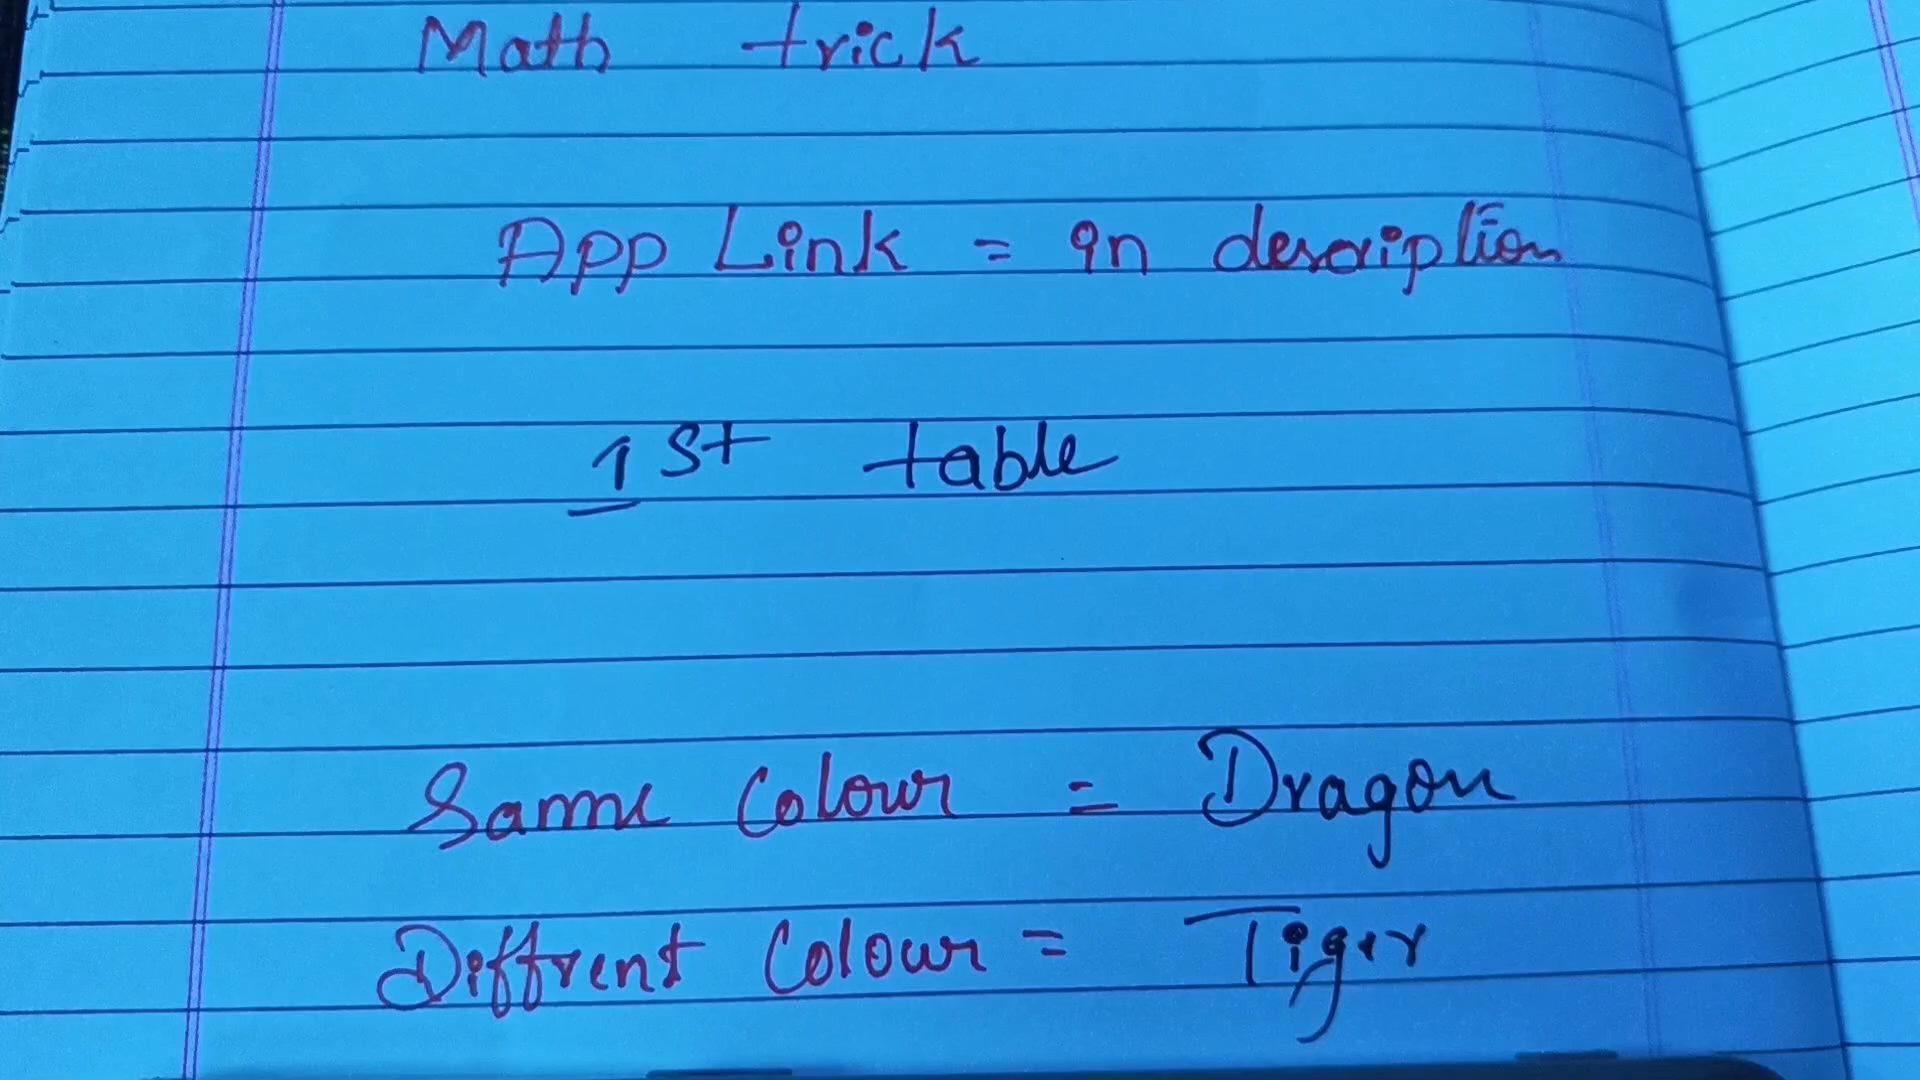 Math trick
App Link = in description
1st table
Same Colour = Dragon
Diffrent Colour = Tiger